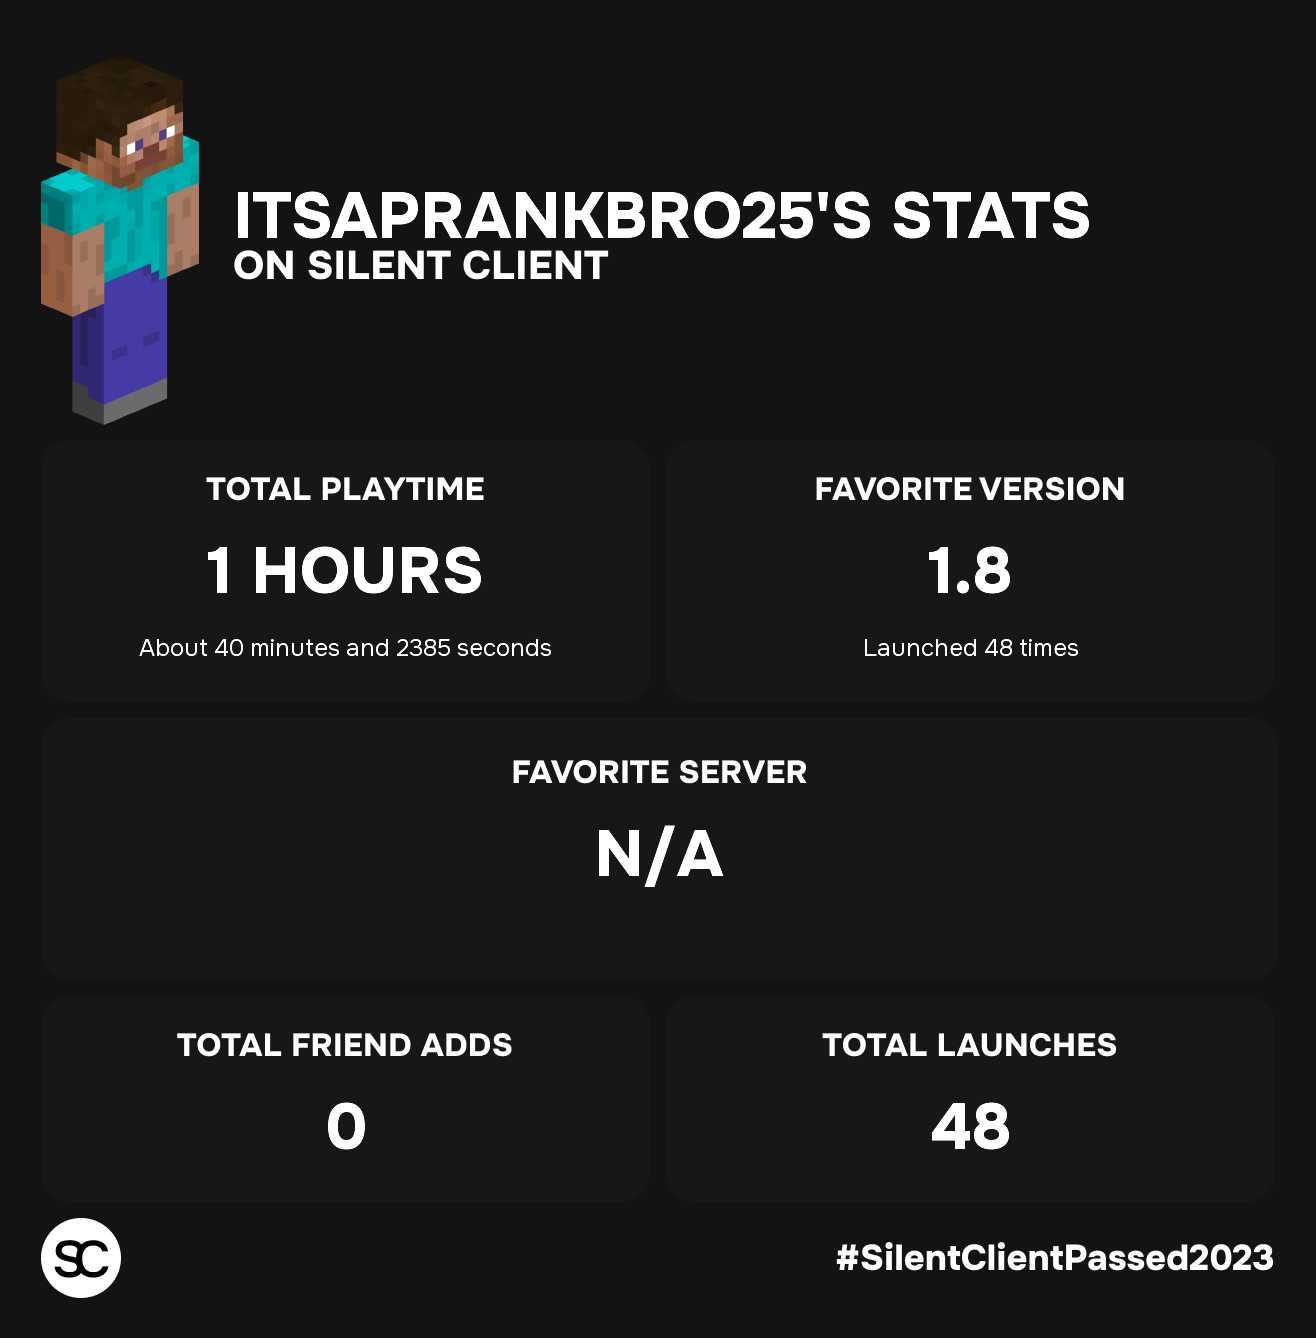 ITSAPRANKBRO25'S STATS
ON SILENT CLIENT
TOTAL PLAYTIME
1 HOURS
About 40 minutes and 2385 seconds
FAVORITE VERSION
1.8
Launched 48 times
FAVORITE SERVER
N/A
TOTAL FRIEND ADDS
0
TOTAL LAUNCHES
48
SC
#SilentClientPassed2023